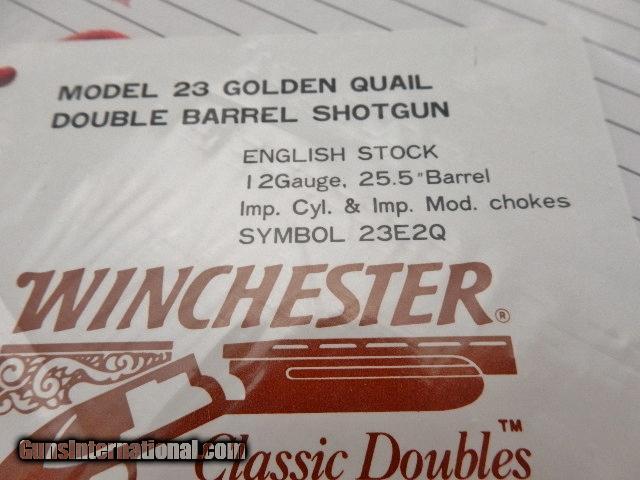 MODEL 23 GOLDEN QUAIL
DOUBLE BARREL SHOTGUN
ENGLISH STOCK
12Gauge, 25.5" Barrel
Imp. Cyl. & Imp. Mod. chokes
SYMBOL 23E2Q
WINCHESTER®
Classic Doubles™
GunsInternational.com